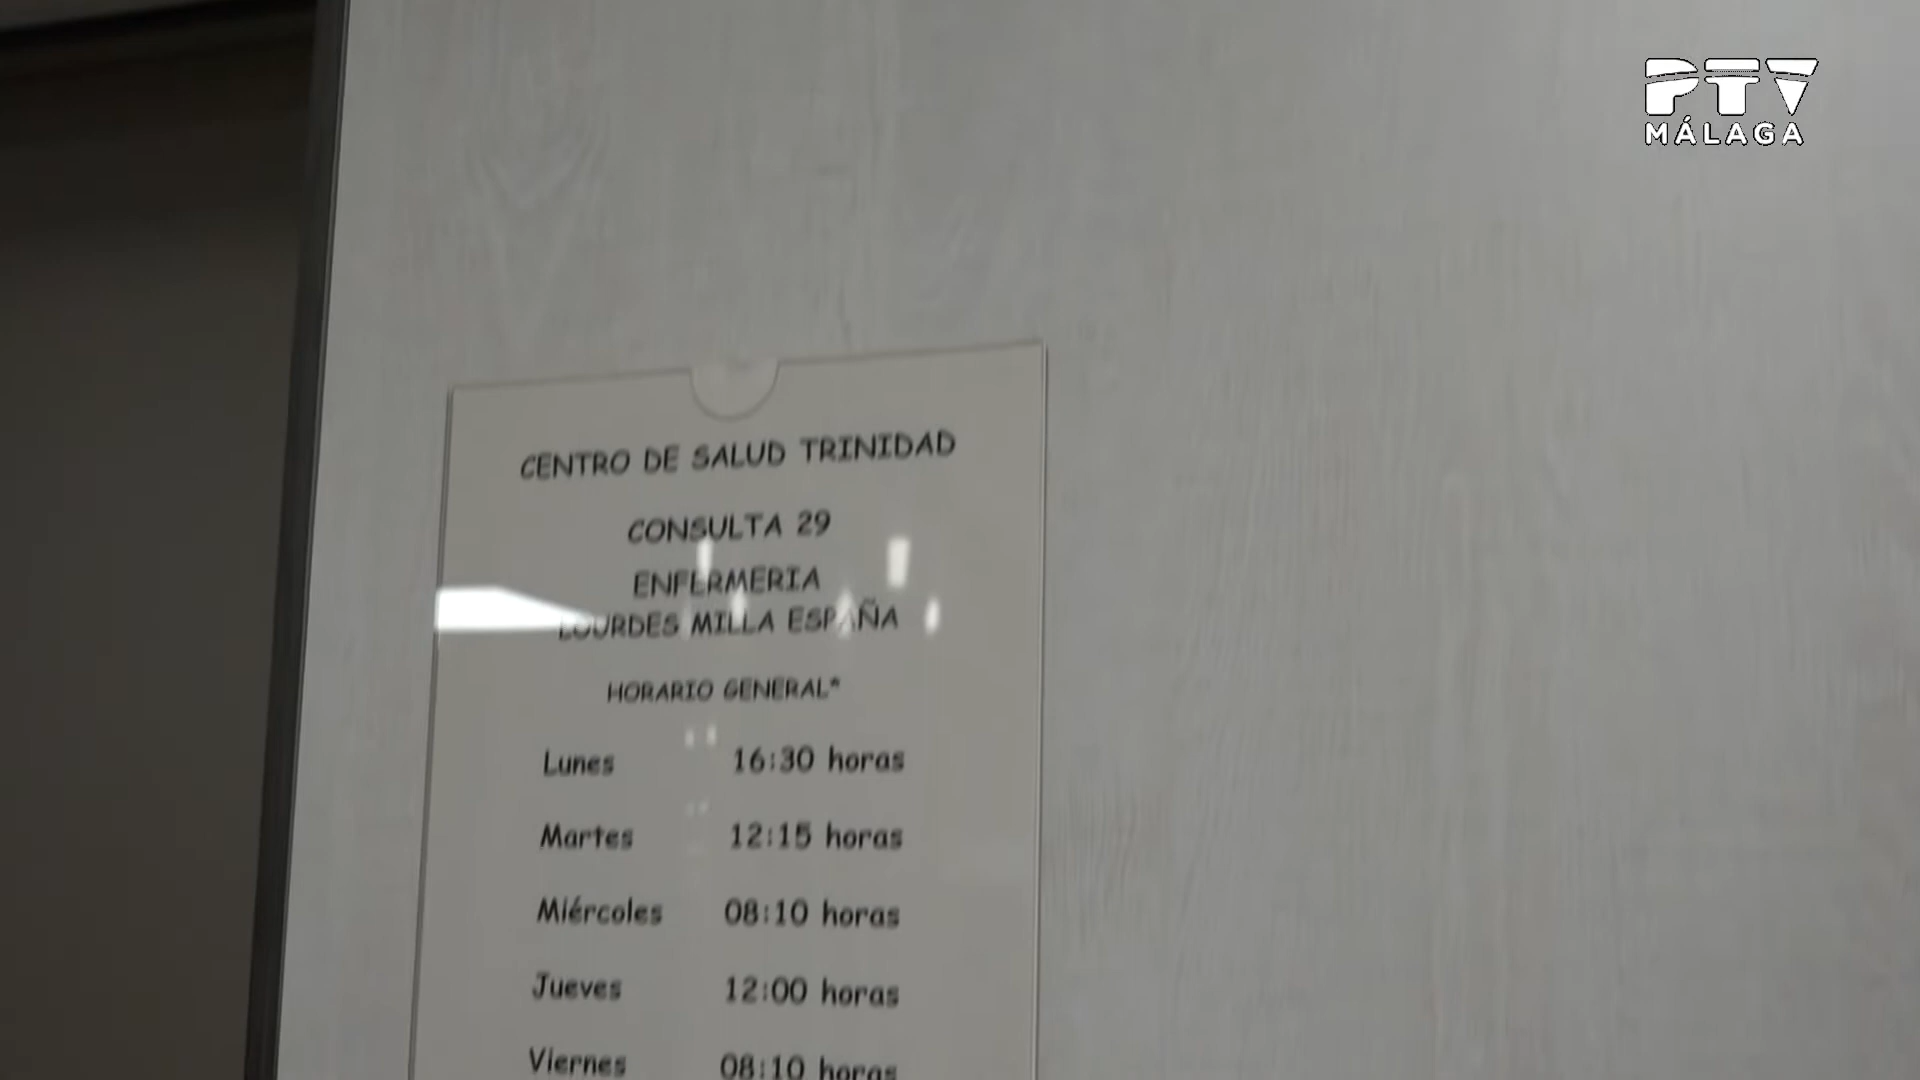 PTV
MÁLAGA
CENTRO DE SALUD TRINIDAD
CONSULTA 29
ENFERMERIA
LOURDES MILLA ESPAÑA
HORARIO GENERAL*
Lunes 16:30 horas
Martes 12:15 horas
Miércoles 08:10 horas
Jueves 12:00 horas
Viernes 08:10 horas